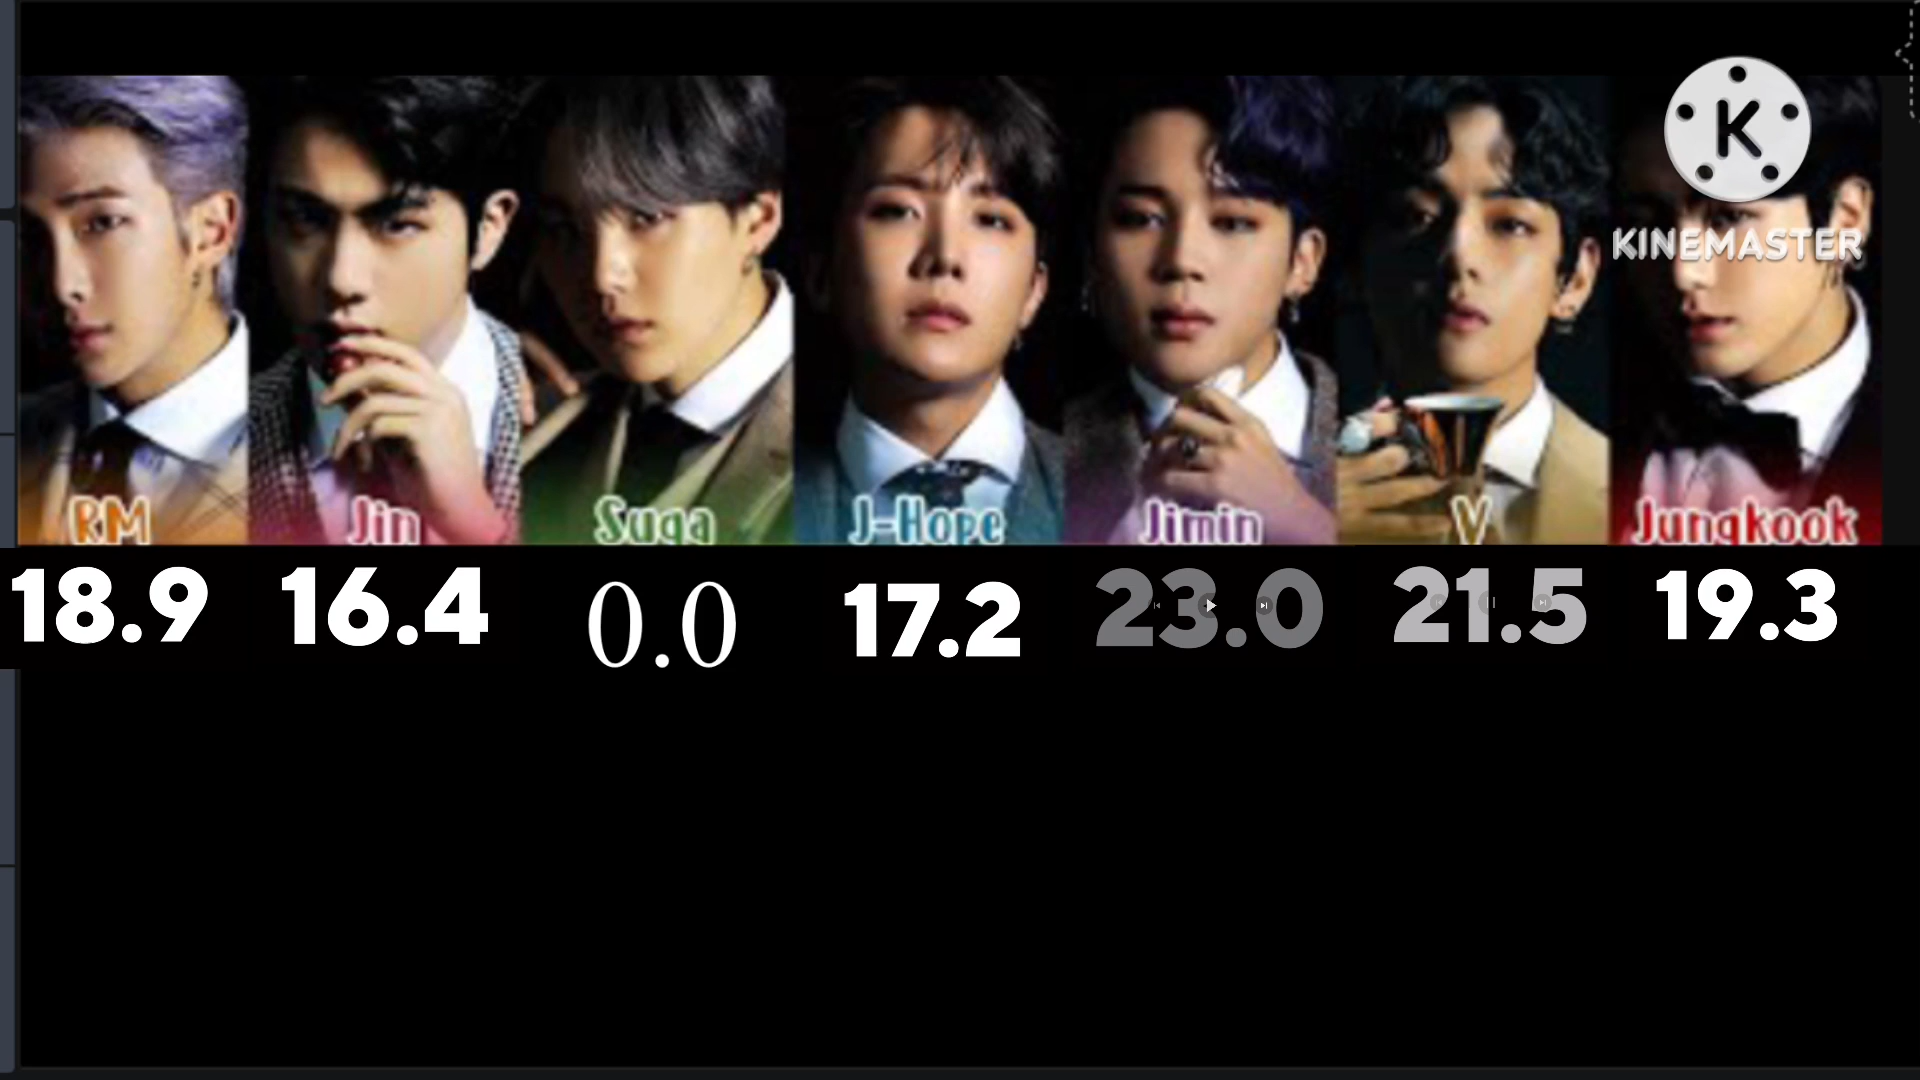 K
KINEMASTER
RM Jin Suga J-Hope Jimin V Jungkook
18.9 16.4 0.0 17.2 23.0 21.5 19.3